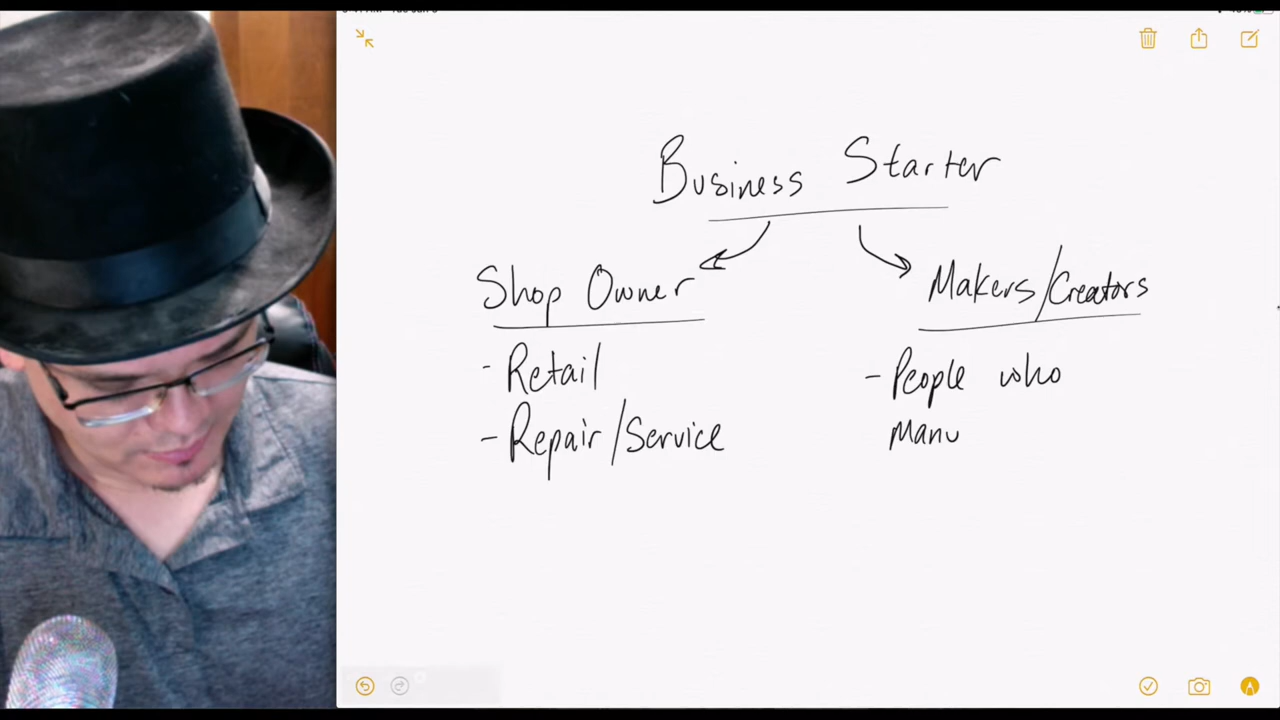 Business Starter
Shop Owner
- Retail
- Repair/Service
Makers/Creators
- People who
Manu